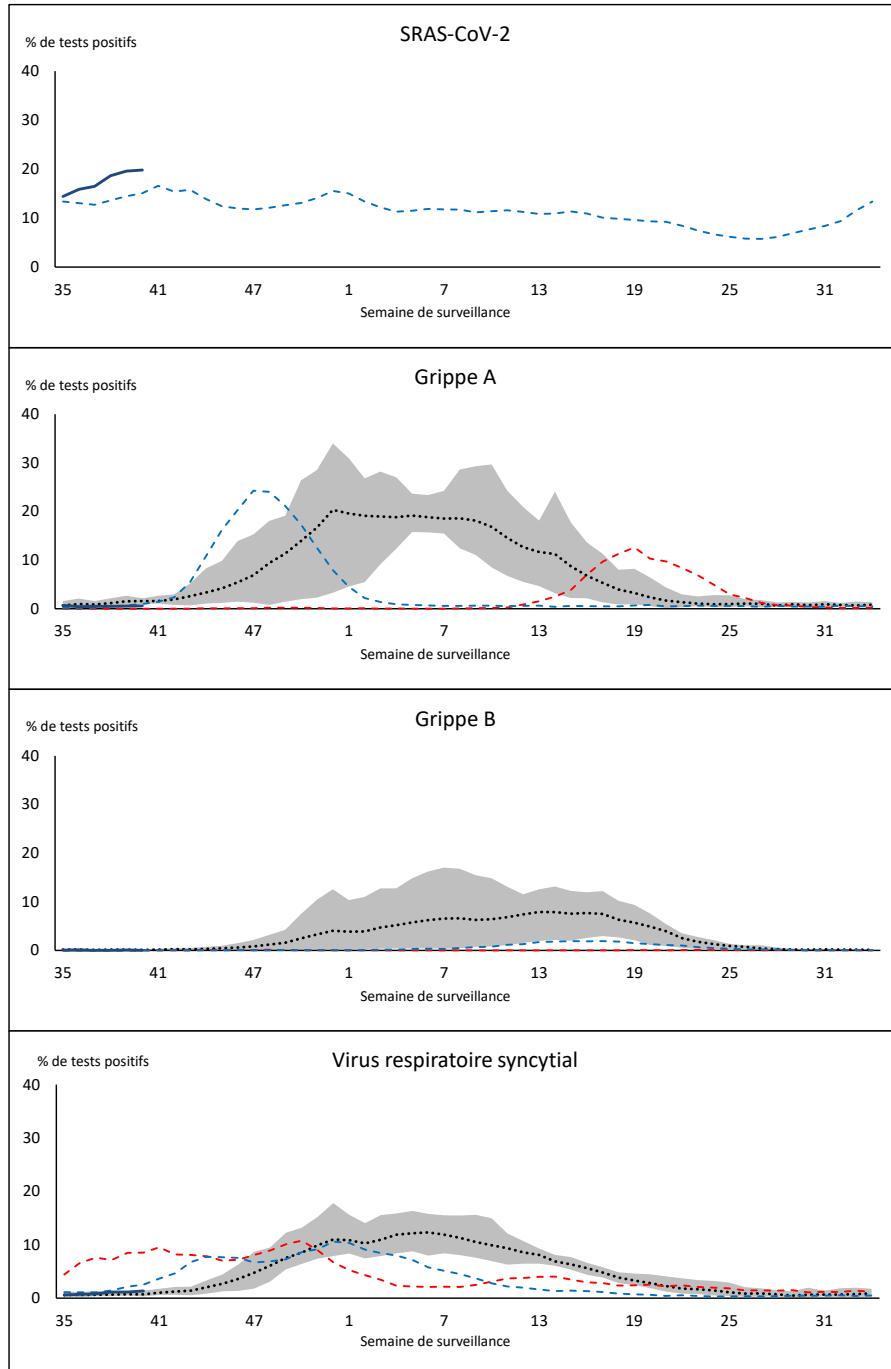 SRAS-CoV-2
% de tests positifs
40
30
20
10
0
35 41 47 1 7 13 19 25 31
Semaine de surveillance
Grippe A
% de tests positifs
40
30
20
10
0
35 41 47 1 7 13 19 25 31
Semaine de surveillance
Grippe B
% de tests positifs
40
30
20
10
0
35 41 47 1 7 13 19 25 31
Semaine de surveillance
Virus respiratoire syncytial
% de tests positifs
40
30
20
10
0
35 41 47 1 7 13 19 25 31
Semaine de surveillance